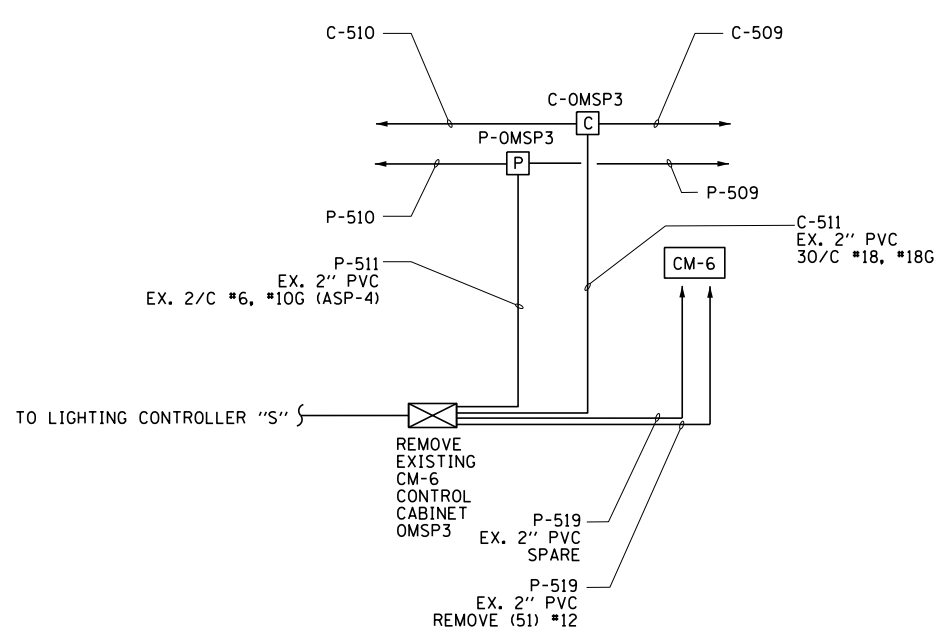 C-510
C-509
C-OMSP3
C
P-OMSP3
P
P-509
P-510
C-511
EX. 2'' PVC
30/C #18, #18G
CM-6
P-511
EX. 2'' PVC
EX. 2/C #6, #10G (ASP-4)
TO LIGHTING CONTROLLER ''S''
REMOVE
EXISTING
CM-6
CONTROL
CABINET
OMSP3
P-519
EX. 2'' PVC
SPARE
P-519
EX. 2'' PVC
REMOVE (51) #12